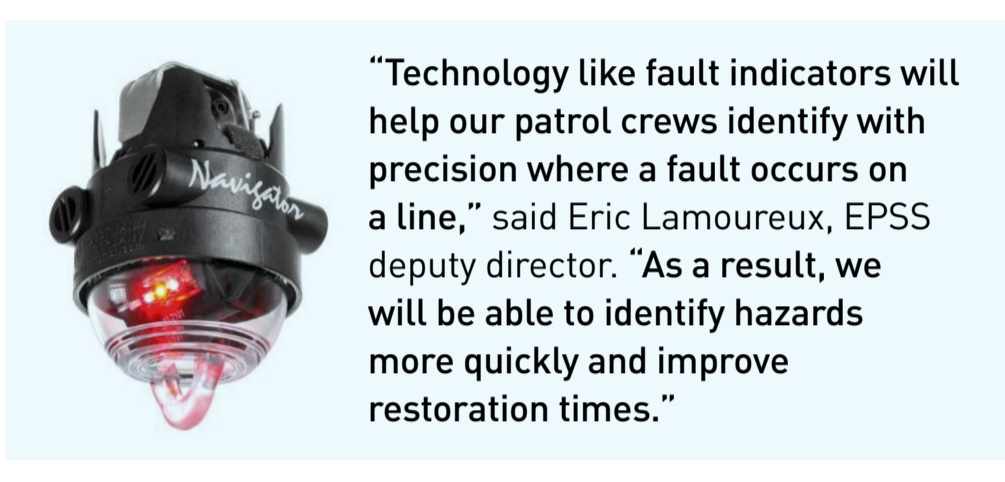 Navigator
“Technology like fault indicators will
help our patrol crews identify with
precision where a fault occurs on
a line,” said Eric Lamoureux, EPSS
deputy director. “As a result, we
will be able to identify hazards
more quickly and improve
restoration times.”